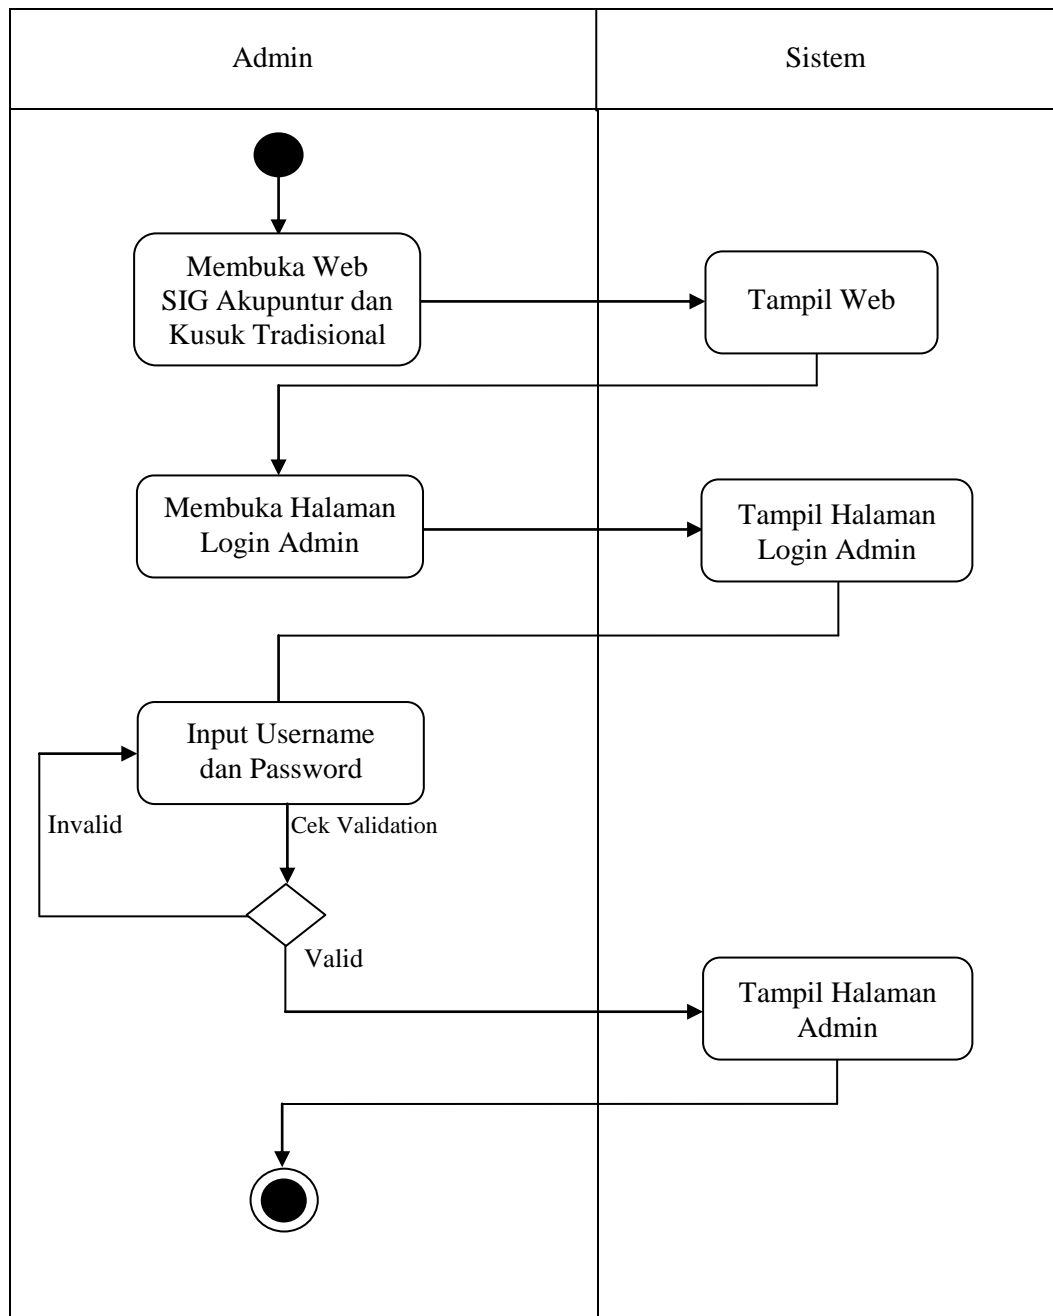 Admin
Sistem
Membuka Web
SIG Akupuntur dan
Kusuk Tradisional
Tampil Web
Membuka Halaman
Login Admin
Tampil Halaman
Login Admin
Input Username
dan Password
Invalid
Cek Validation
Valid
Tampil Halaman
Admin